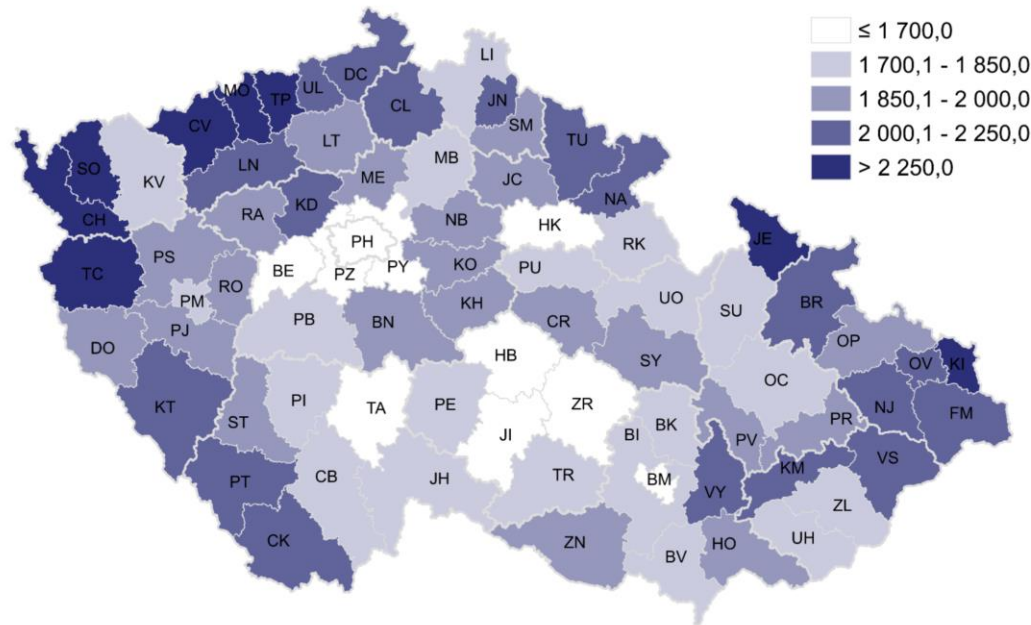 ≤ 1 700,0
1 700,1 - 1 850,0
1 850,1 - 2 000,0
2 000,1 - 2 250,0
> 2 250,0
LI
DC
UL
MO
TP
CL
JN
SM
CV
LT
TU
LN
MB
SO
KV
ME
JC
NA
KD
RA
CH
NB
HK
PH
RK
JE
PS
BE
PZ
PY
KO
PU
TC
RO
PM
UO
SU
BR
PB
BN
KH
CR
PJ
DO
OP
HB
SY
OV
KI
OC
KT
PI
TA
PE
ZR
ST
JI
BI
BK
PV
PR
NJ
FM
PT
CB
JH
TR
BM
VY
KM
VS
ZL
CK
ZN
BV
HO
UH